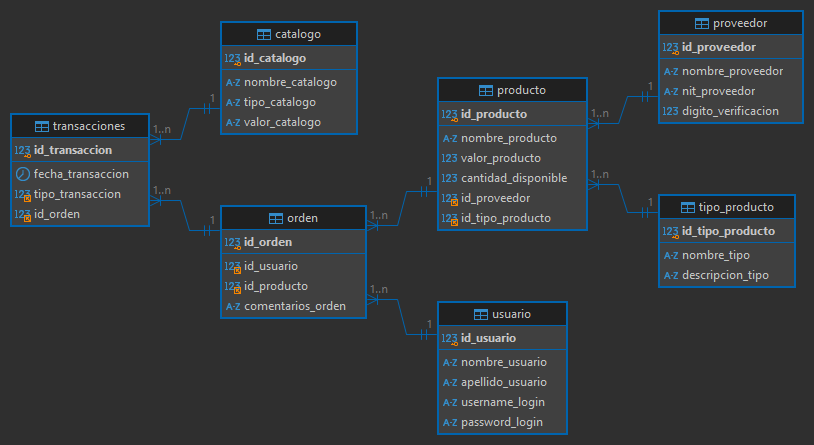 catalogo
123 id_catalogo
A-Z nombre_catalogo
A-Z tipo_catalogo
A-Z valor_catalogo
transacciones
123 id_transaccion
fecha_transaccion
123 tipo_transaccion
123 id_orden
orden
123 id_orden
123 id_usuario
123 id_producto
A-Z comentarios_orden
producto
123 id_producto
A-Z nombre_producto
123 valor_producto
123 cantidad_disponible
123 id_proveedor
123 id_tipo_producto
usuario
123 id_usuario
A-Z nombre_usuario
A-Z apellido_usuario
A-Z username_login
A-Z password_login
proveedor
123 id_proveedor
A-Z nombre_proveedor
A-Z nit_proveedor
123 digito_verificacion
tipo_producto
123 id_tipo_producto
A-Z nombre_tipo
A-Z descripcion_tipo
1..n
1
1..n
1
1..n
1
1..n
1
1..n
1
1..n
1